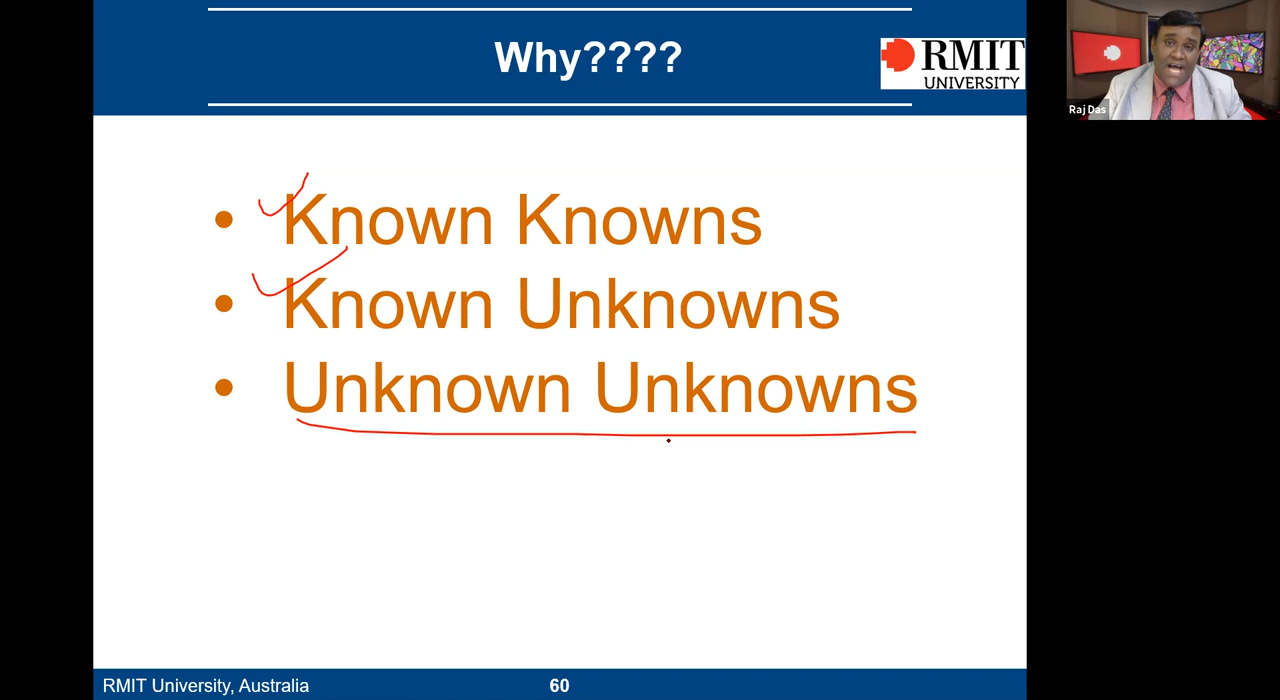 Why????
RMIT
UNIVERSITY
Raj Das
• Known Knowns
• Known Unknowns
• Unknown Unknowns
RMIT University, Australia
60